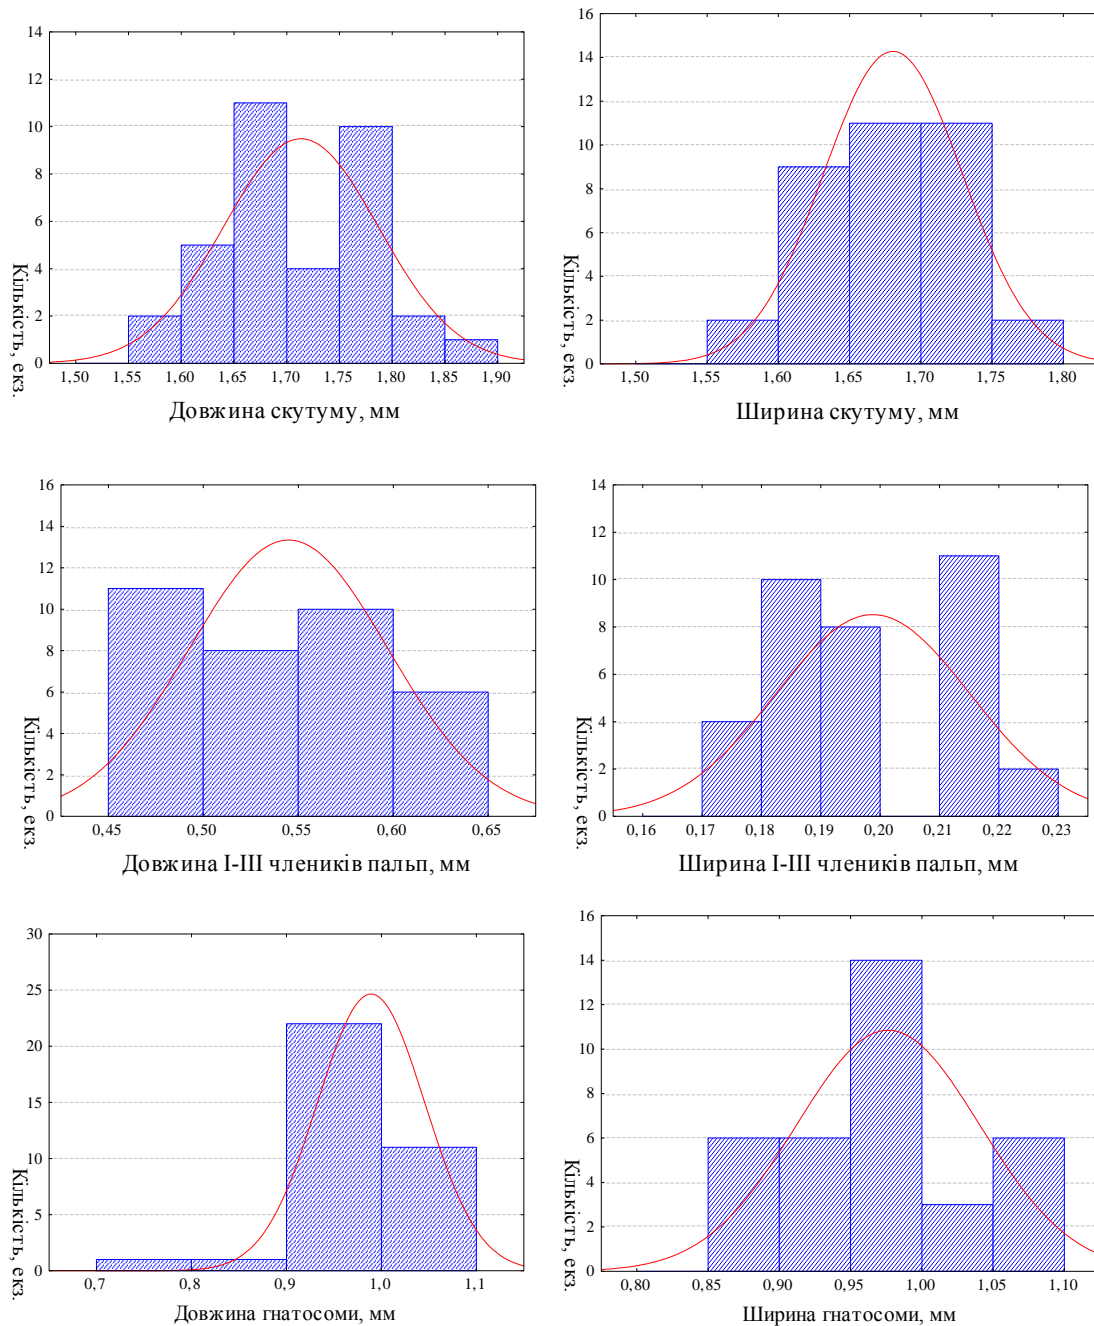 14
12
10
8
6
4
2
0
Кількість, екз.
1,50 1,55 1,60 1,65 1,70 1,75 1,80 1,85 1,90
Довжина скутуму, мм
16
14
12
10
8
6
4
2
0
Кількість, екз.
1,50 1,55 1,60 1,65 1,70 1,75 1,80
Ширина скутуму, мм
16
14
12
10
8
6
4
2
0
Кількість, екз.
0,45 0,50 0,55 0,60 0,65
Довжина I-III члеників пальп, мм
14
12
10
8
6
4
2
0
Кількість, екз.
0,16 0,17 0,18 0,19 0,20 0,21 0,22 0,23
Ширина I-III члеників пальп, мм
30
25
20
15
10
5
0
Кількість, екз.
0,7 0,8 0,9 1,0 1,1
Довжина гнатосоми, мм
16
14
12
10
8
6
4
2
0
Кількість, екз.
0,80 0,85 0,90 0,95 1,00 1,05 1,10
Ширина гнатосоми, мм